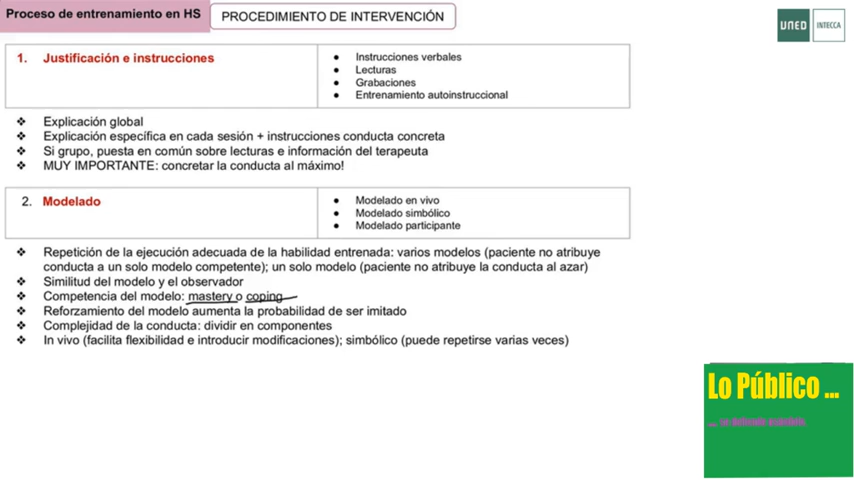 Proceso de entrenamiento en HS
PROCEDIMIENTO DE INTERVENCIÓN
UNED
INTECCA
1. Justificación e instrucciones
● Instrucciones verbales
● Lecturas
● Grabaciones
● Entrenamiento autoinstruccional
❖ Explicación global
❖ Explicación específica en cada sesión + instrucciones conducta concreta
❖ Si grupo, puesta en común sobre lecturas e información del terapeuta
❖ MUY IMPORTANTE: concretar la conducta al máximo!
2. Modelado
● Modelado en vivo
● Modelado simbólico
● Modelado participante
❖ Repetición de la ejecución adecuada de la habilidad entrenada: varios modelos (paciente no atribuye
conducta a un solo modelo competente); un solo modelo (paciente no atribuye la conducta al azar)
❖ Similitud del modelo y el observador
❖ Competencia del modelo: mastery o coping
❖ Reforzamiento del modelo aumenta la probabilidad de ser imitado
❖ Complejidad de la conducta: dividir en componentes
❖ In vivo (facilita flexibilidad e introducir modificaciones); simbólico (puede repetirse varias veces)
Lo Público ...